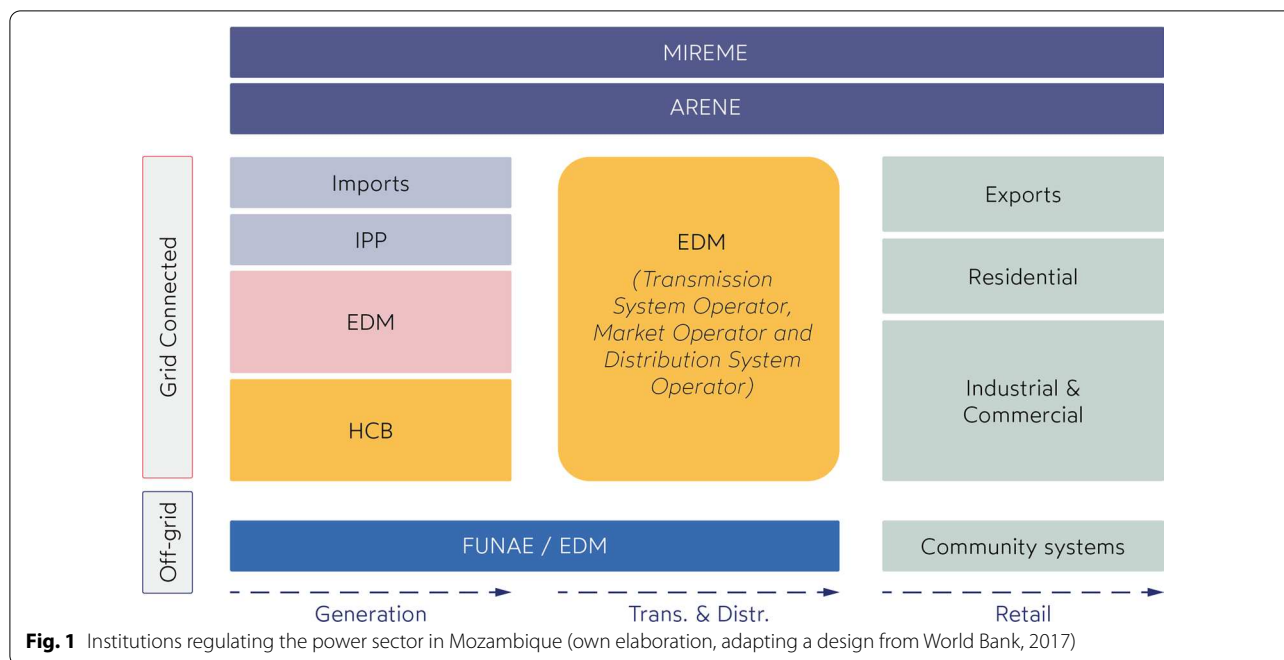 MIREME
ARENE
Grid Connected
Imports
IPP
EDM
HCB
EDM
(Transmission
System Operator,
Market Operator and
Distribution System
Operator)
Exports
Residential
Industrial &
Commercial
Off-grid
FUNAE / EDM
Community systems
Generation
Trans. & Distr.
Retail
Fig. 1 Institutions regulating the power sector in Mozambique (own elaboration, adapting a design from World Bank, 2017)